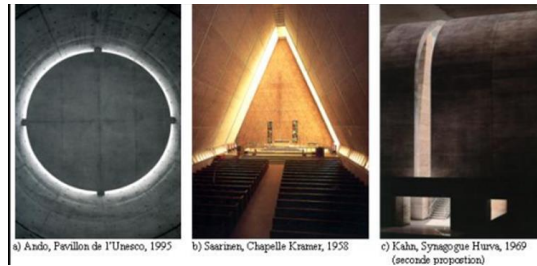 a) Ando, Pavillon de l'Unesco, 1995
b) Saarinen, Chapelle Kramer, 1958
c) Kahn, Synagogue Hurva, 1969
(seconde propostion)